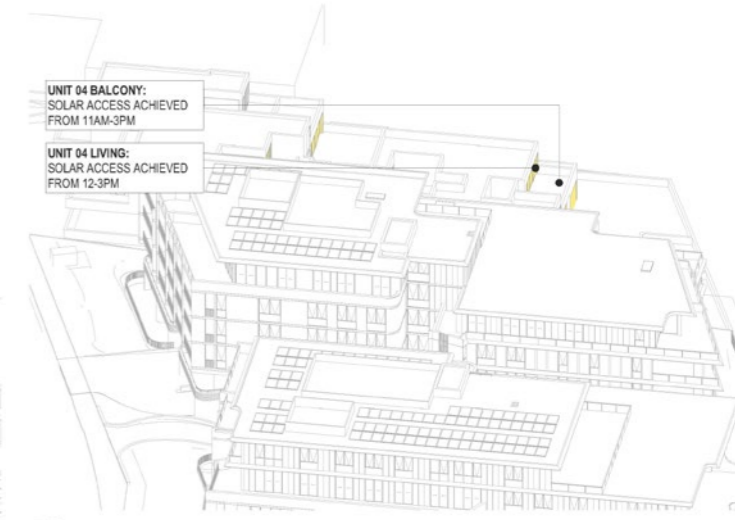 UNIT 04 BALCONY:
SOLAR ACCESS ACHIEVED
FROM 11AM-3PM
UNIT 04 LIVING:
SOLAR ACCESS ACHIEVED
FROM 12-3PM